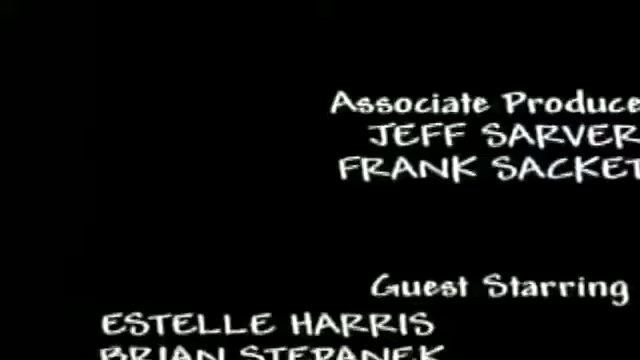 Associate Produce
JEFF SARVER
FRANK SACKET
Guest Starring
ESTELLE HARRIS
BRIAN STEPANEK